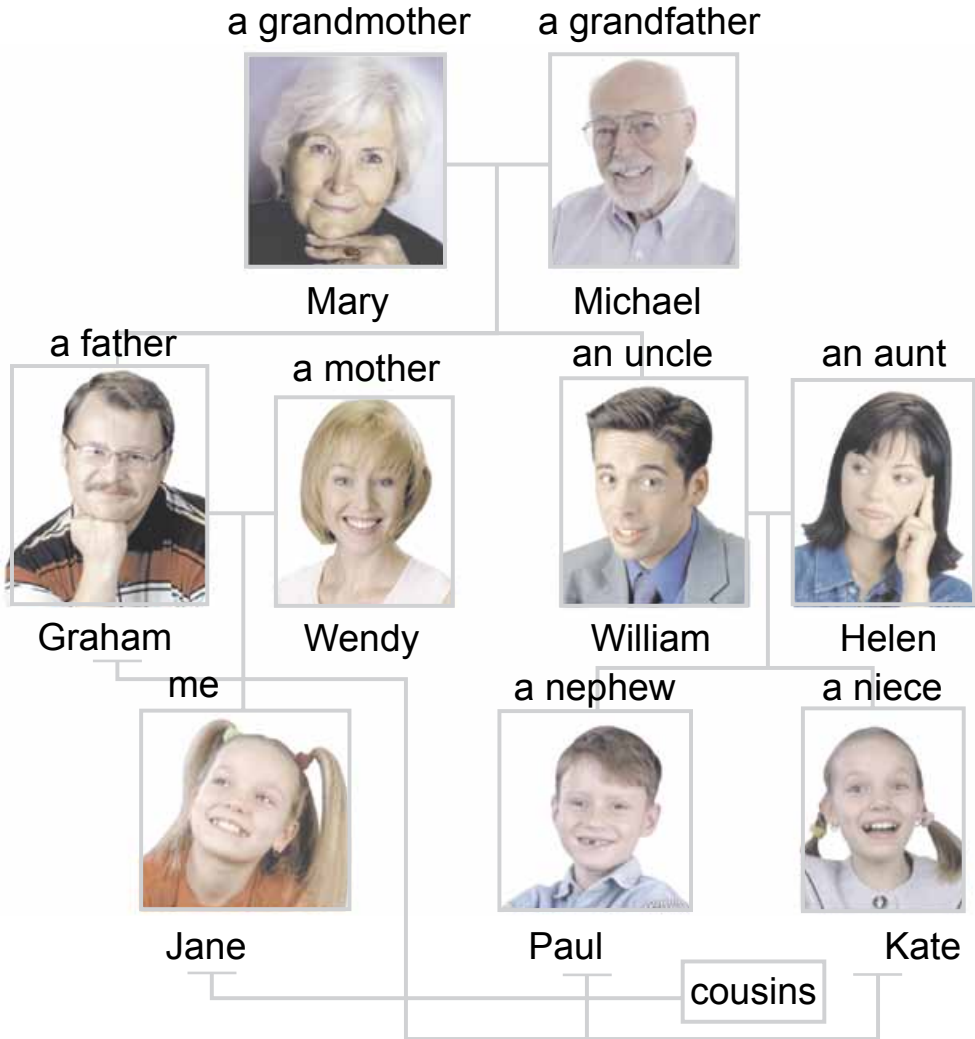 a grandmother
a grandfather
Mary
Michael
a father
a mother
an uncle
an aunt
Graham
Wendy
William
Helen
me
a nephew
a niece
Jane
Paul
Kate
cousins